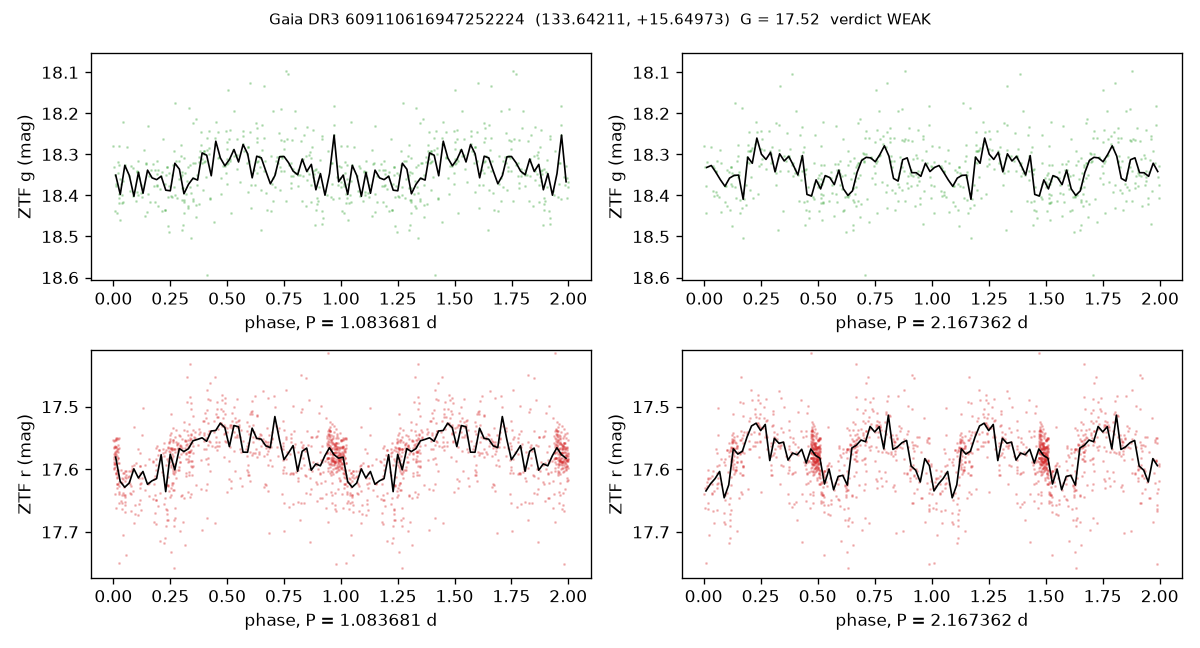 Gaia DR3 609110616947252224 (133.64211, +15.64973) G = 17.52 verdict WEAK
ZTF g (mag)
18.1
18.2
18.3
18.4
18.5
18.6
0.00 0.25 0.50 0.75 1.00 1.25 1.50 1.75 2.00
phase, P = 1.083681 d
ZTF g (mag)
18.1
18.2
18.3
18.4
18.5
18.6
0.00 0.25 0.50 0.75 1.00 1.25 1.50 1.75 2.00
phase, P = 2.167362 d
ZTF r (mag)
17.5
17.6
17.7
0.00 0.25 0.50 0.75 1.00 1.25 1.50 1.75 2.00
phase, P = 1.083681 d
ZTF r (mag)
17.5
17.6
17.7
0.00 0.25 0.50 0.75 1.00 1.25 1.50 1.75 2.00
phase, P = 2.167362 d